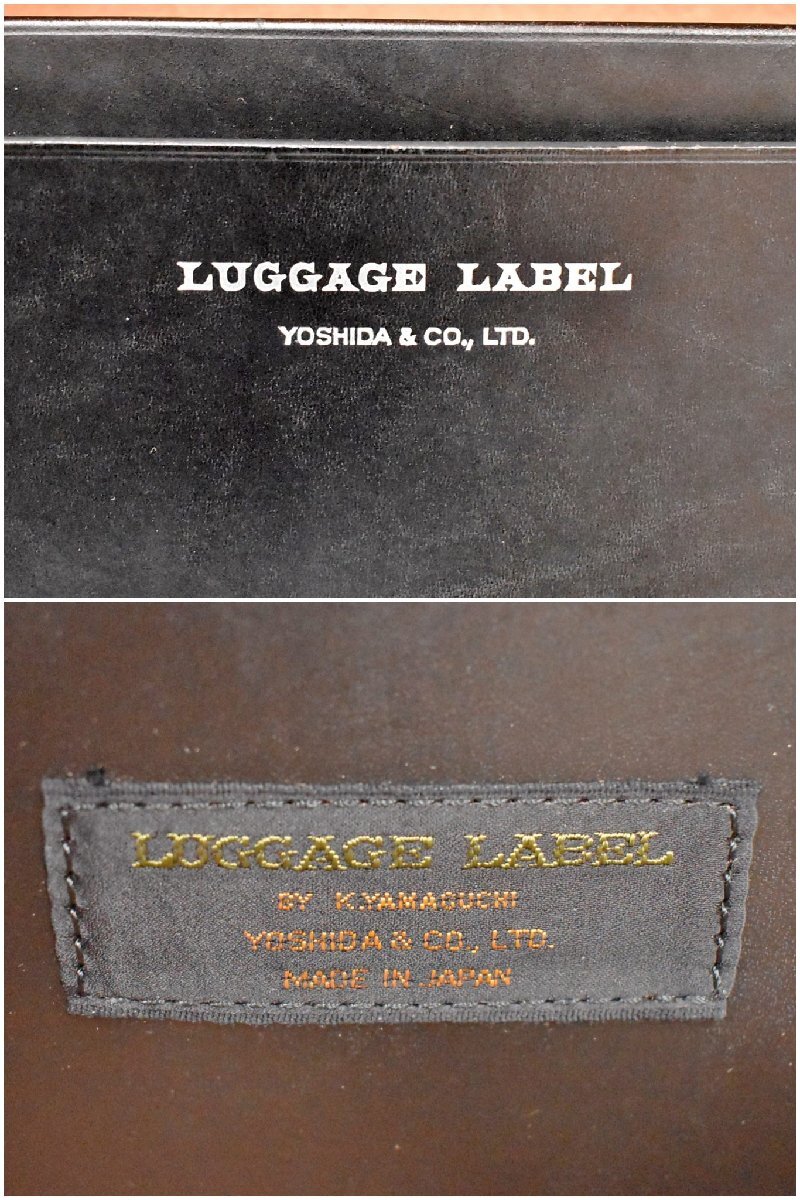 LUGGAGE LABEL
YOSHIDA & CO., LTD.
LUGGAGE LABEL
BY K.YAMAGUCHI
YOSHIDA & CO., LTD.
MADE IN JAPAN